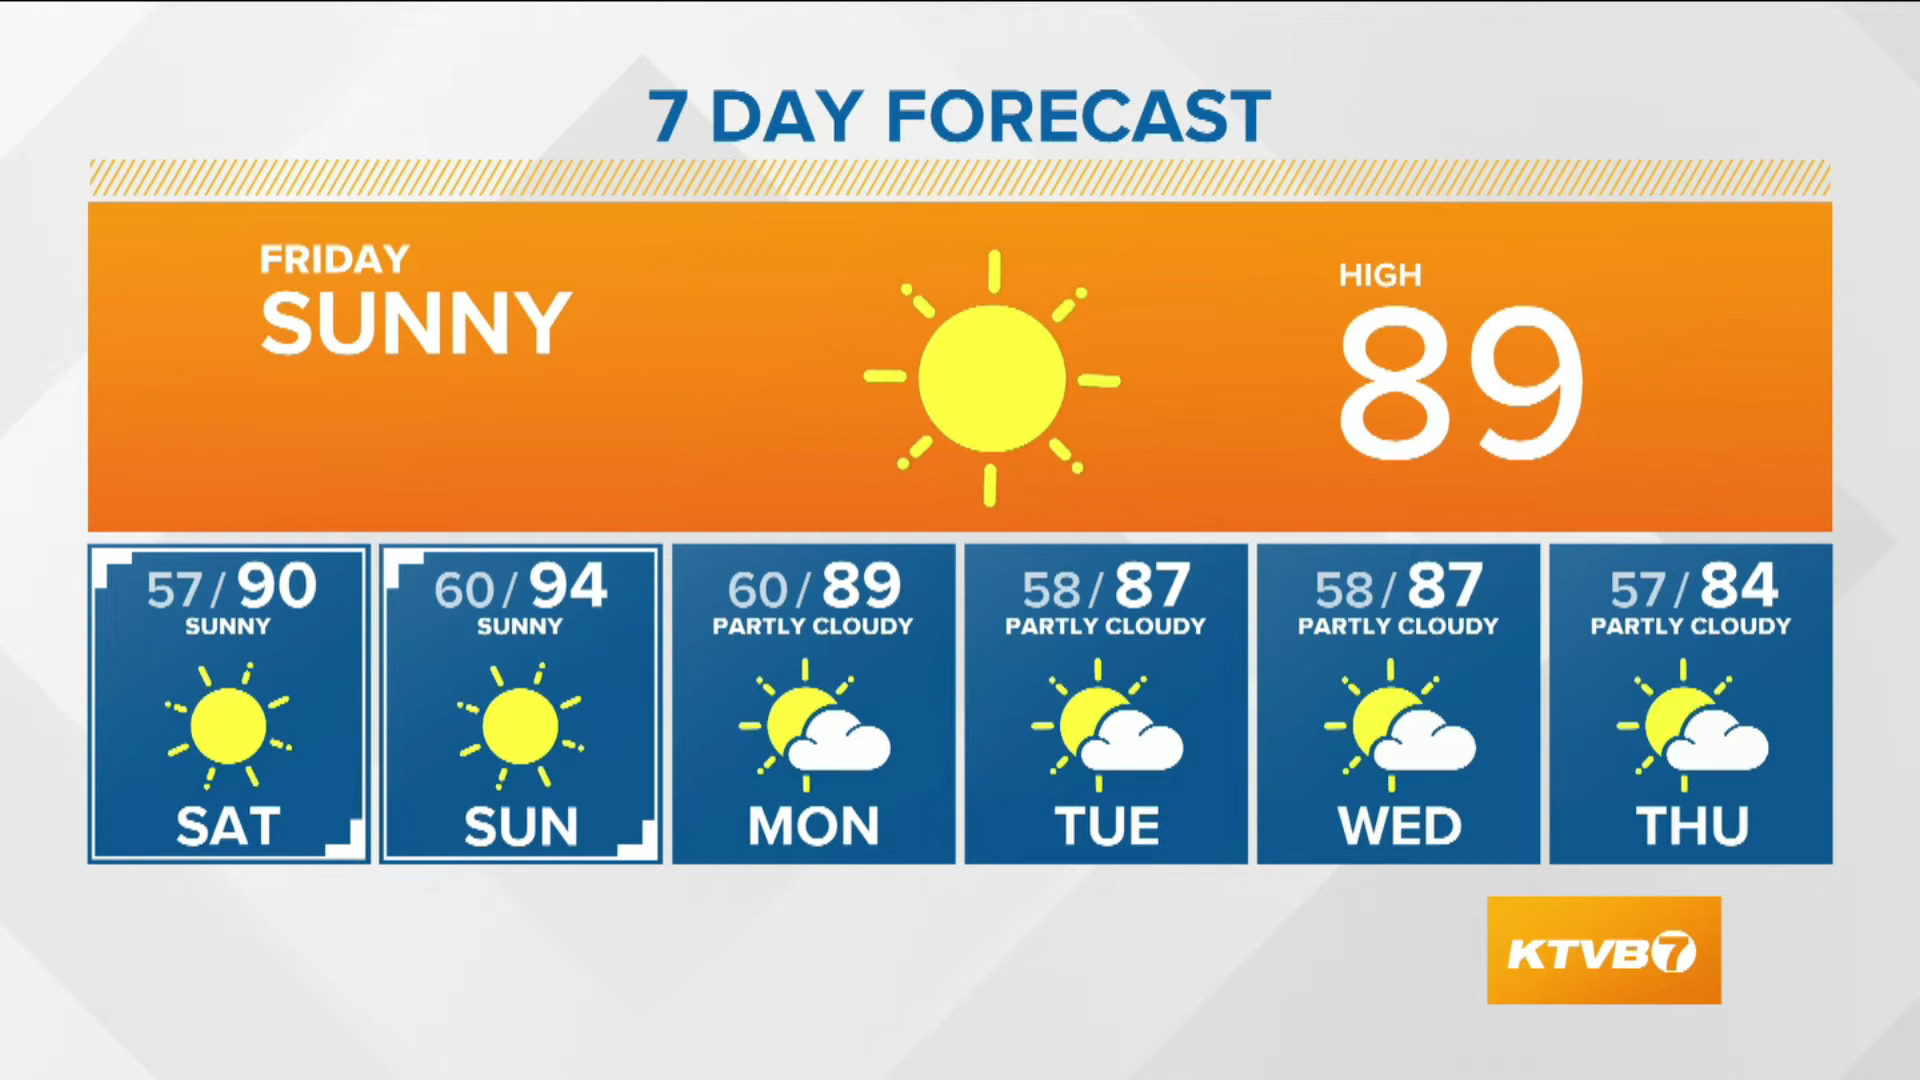 7 DAY FORECAST
FRIDAY
SUNNY
HIGH
89
57/90
SUNNY
SAT
60/94
SUNNY
SUN
60/89
PARTLY CLOUDY
MON
58/87
PARTLY CLOUDY
TUE
58/87
PARTLY CLOUDY
WED
57/84
PARTLY CLOUDY
THU
KTVB7